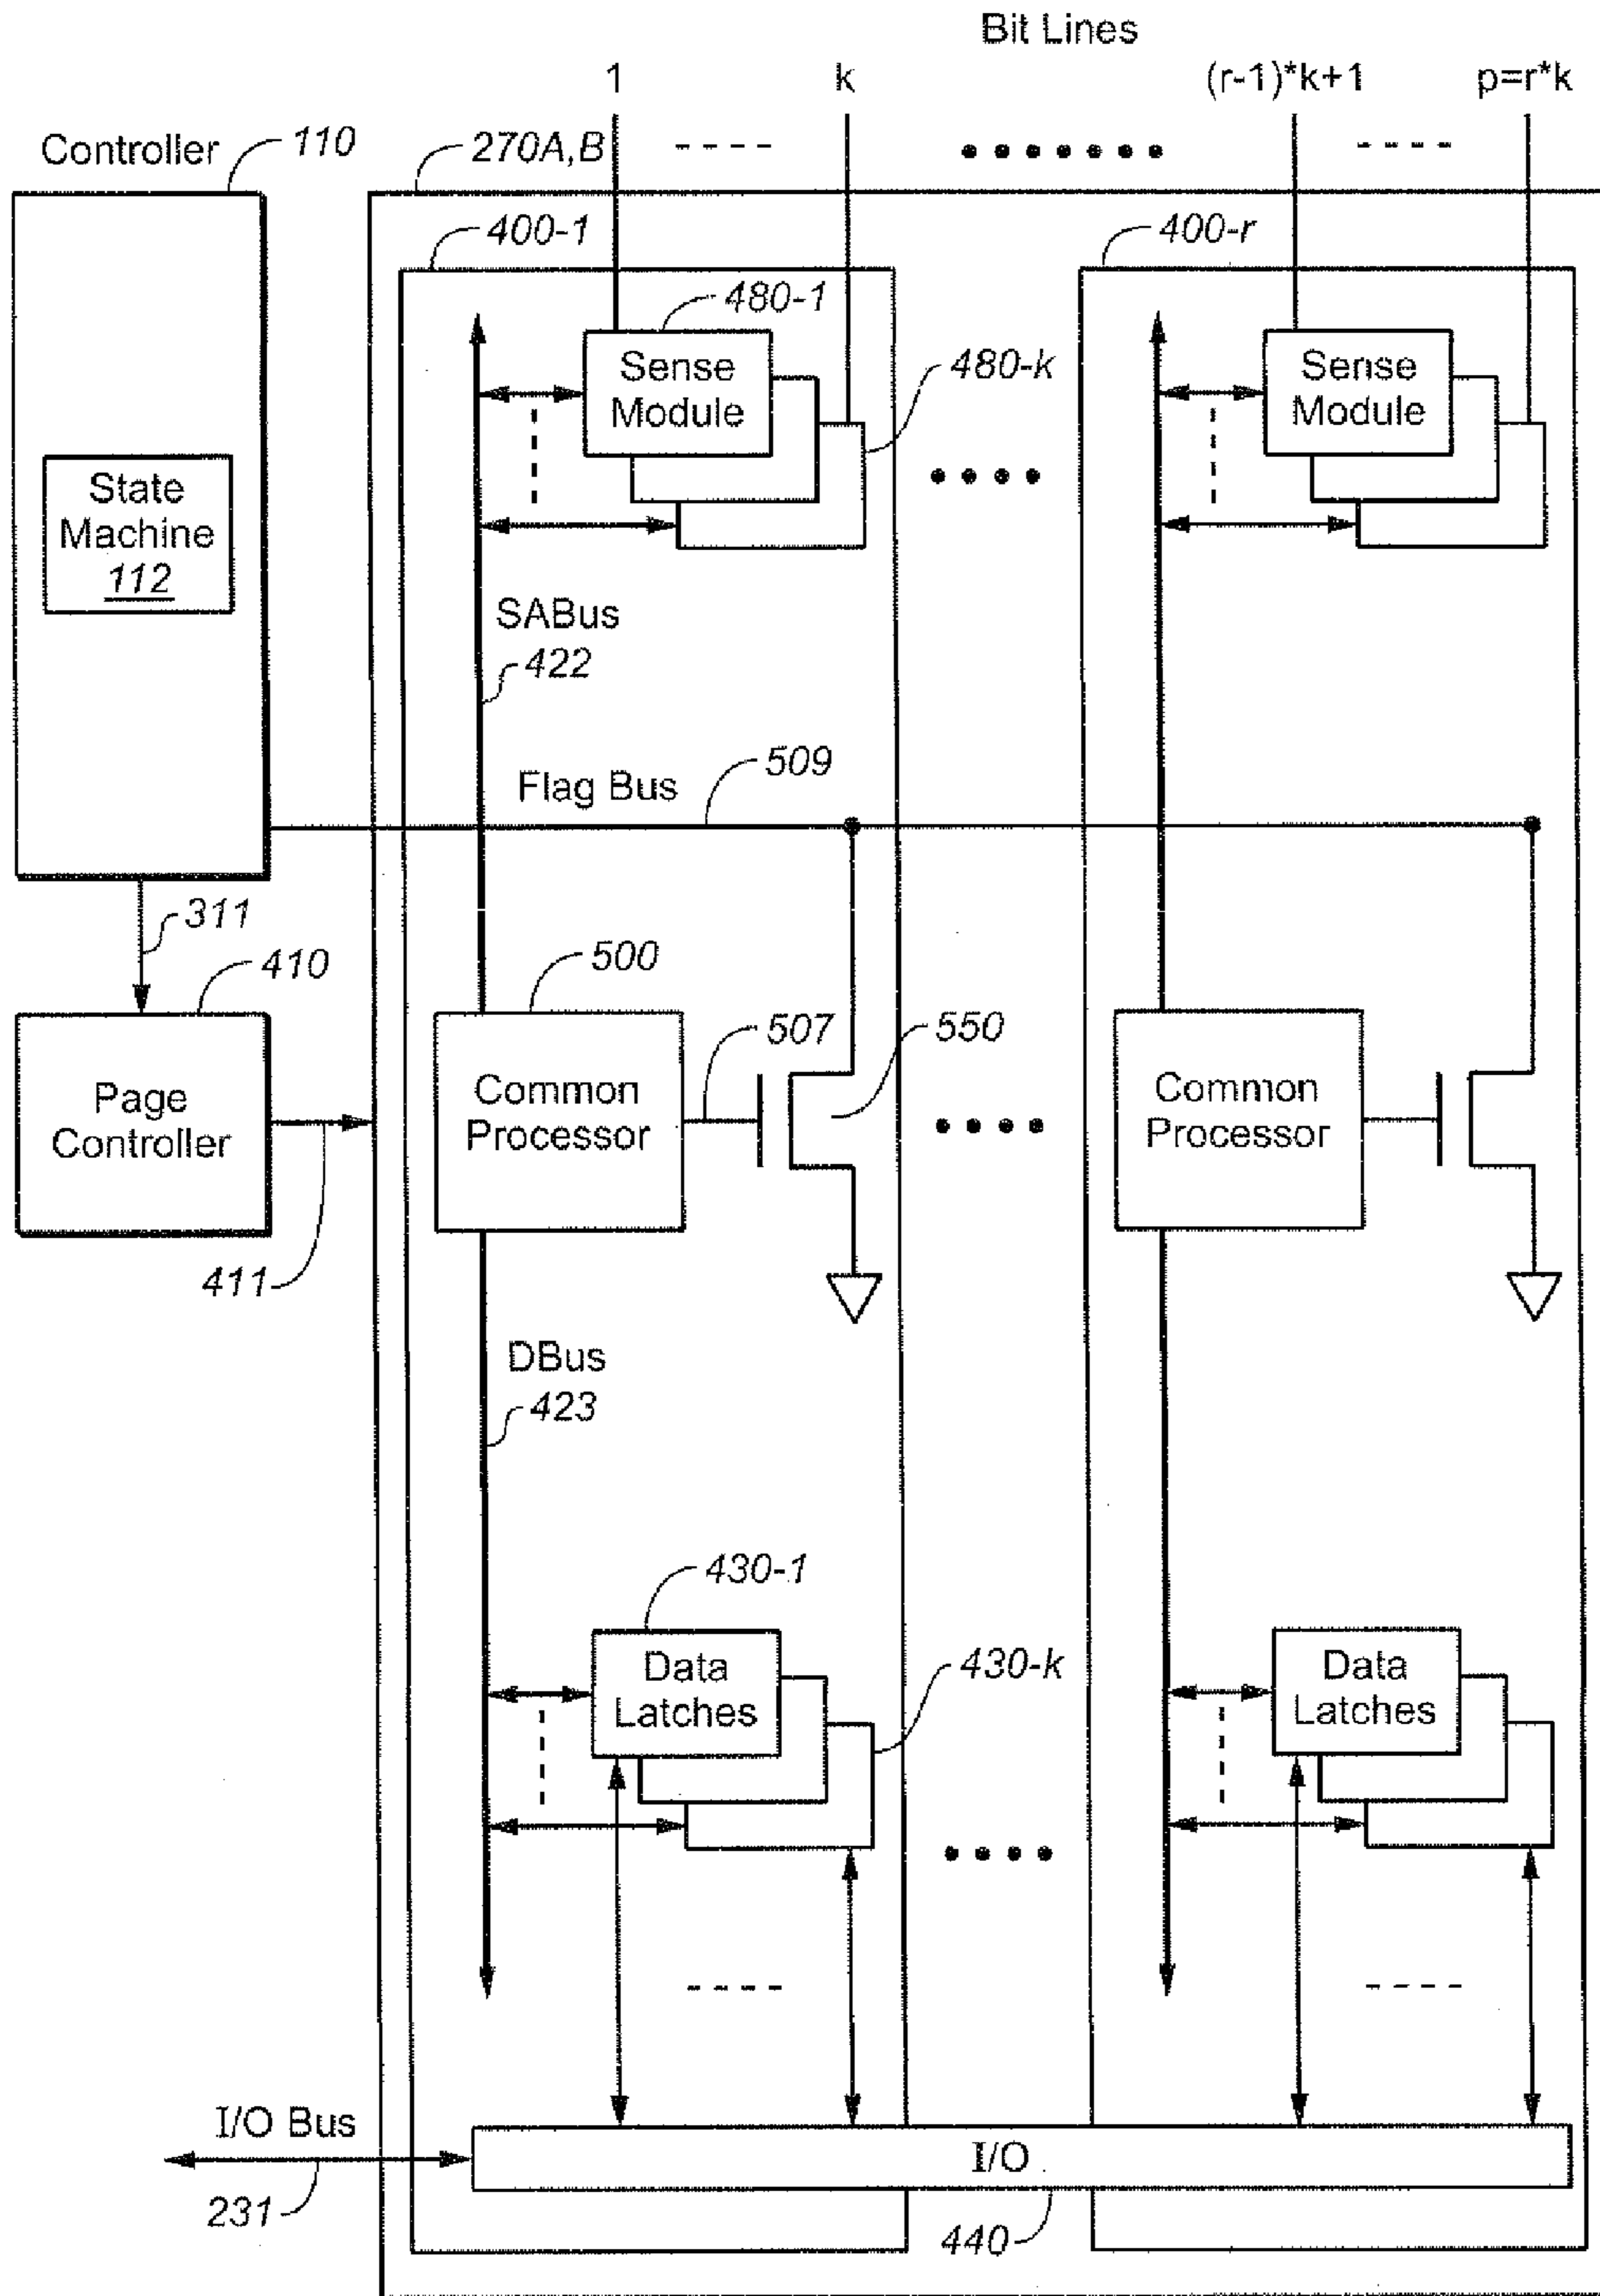 Bit Lines
1
k
(r-1)*k+1
p=r*k
Controller
110
270A,B
400-1
400-r
480-1
Sense
Module
480-k
Sense
Module
State
Machine
112
SABus
422
Flag Bus
509
311
410
500
507
550
Page
Controller
Common
Processor
Common
Processor
411
DBus
423
430-1
Data
Latches
430-k
Data
Latches
I/O Bus
I/O
231
440